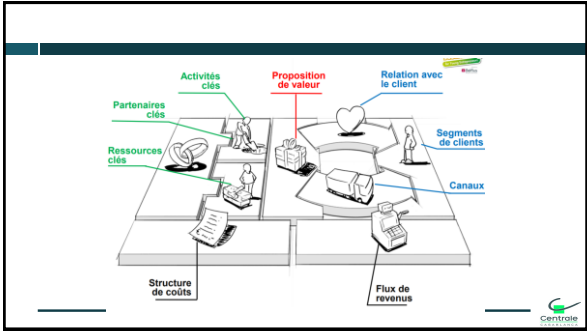 Activités
clés
Proposition
de valeur
Relation avec
le client
Partenaires
clés
Segments
de clients
Ressources
clés
Canaux
Structure
de coûts
Flux de
revenus
Centrale
CASABLANCA